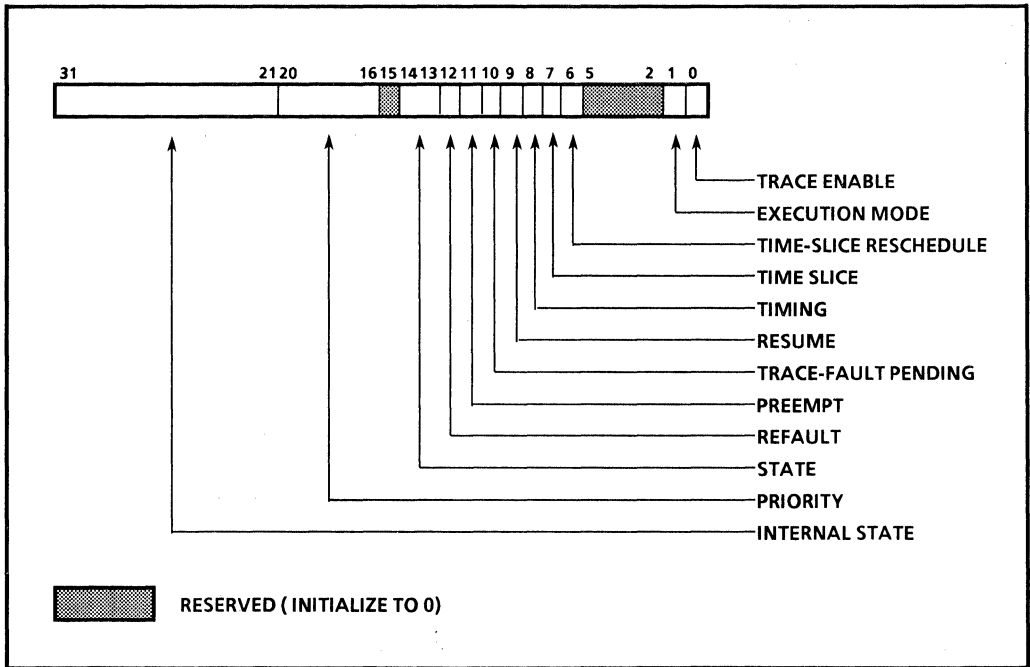 31 21 20 16 15 14 13 12 11 10 9 8 7 6 5 2 1 0
TRACE ENABLE
EXECUTION MODE
TIME-SLICE RESCHEDULE
TIME SLICE
TIMING
RESUME
TRACE-FAULT PENDING
PREEMPT
REFAULT
STATE
PRIORITY
INTERNAL STATE
RESERVED ( INITIALIZE TO 0)